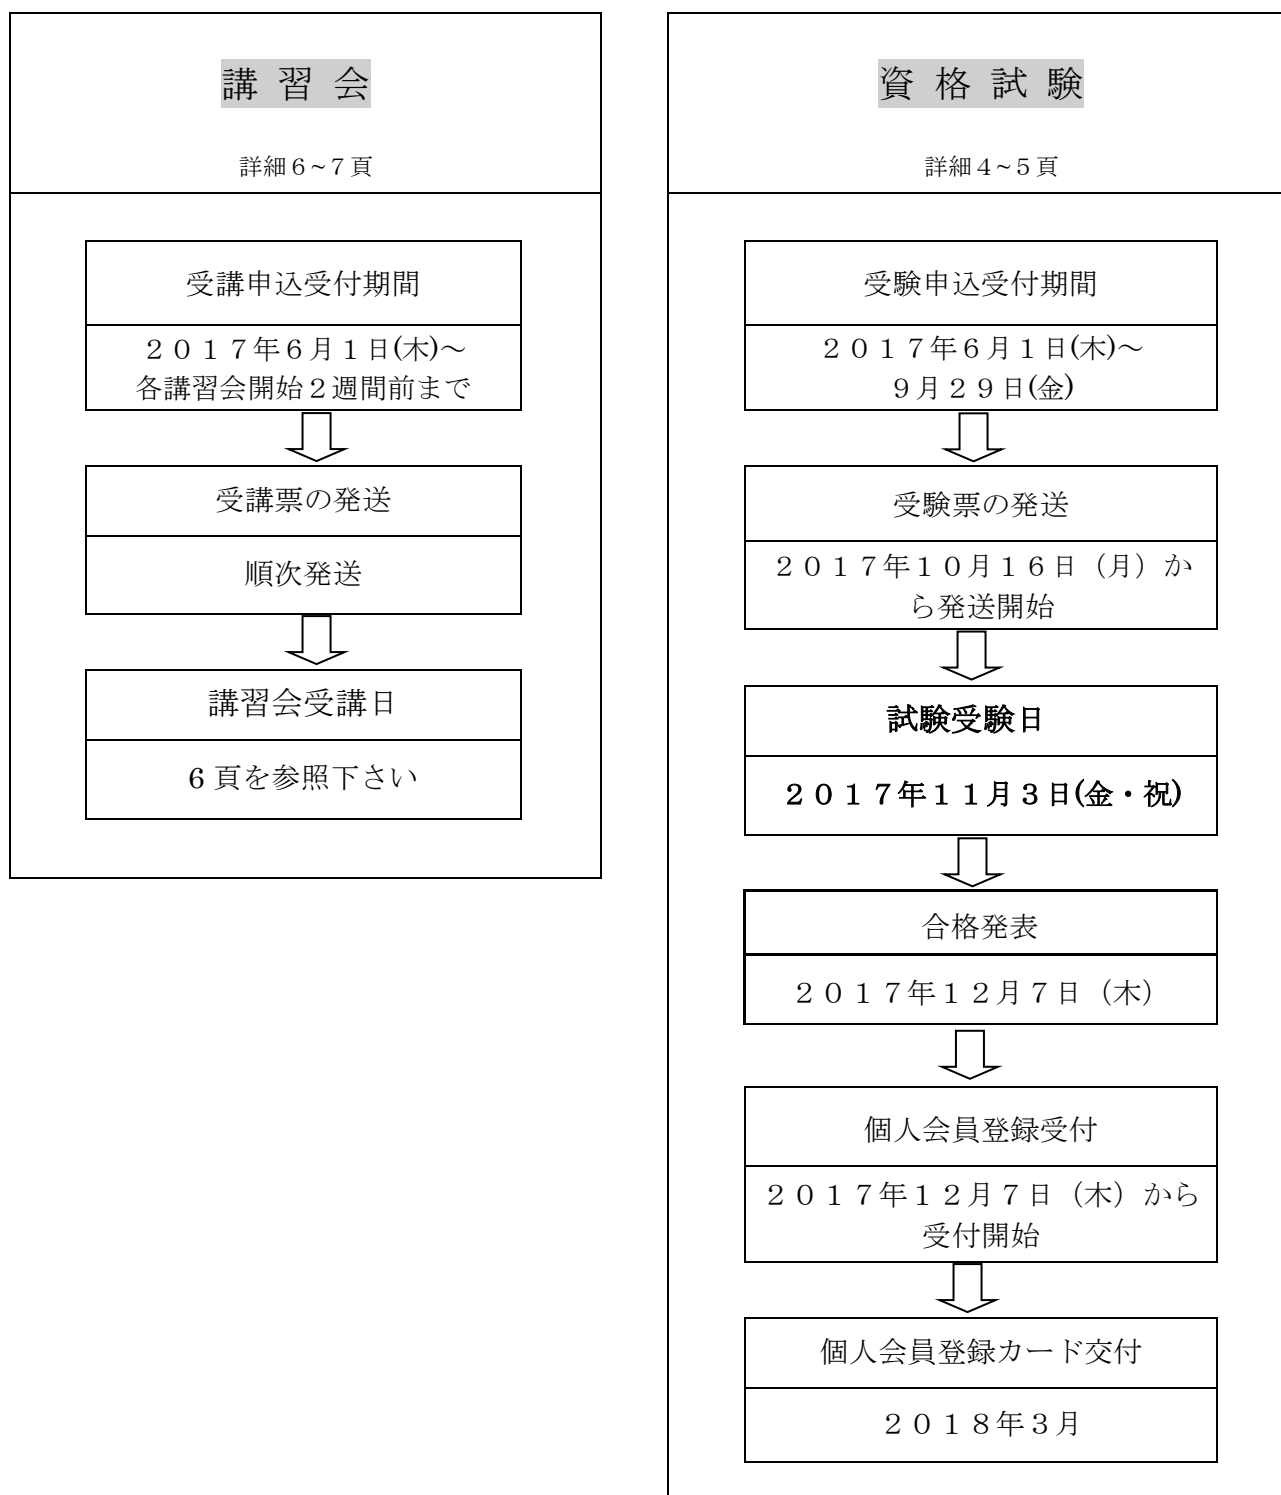 講 習 会
詳細６~７頁
受講申込受付期間
２０１７年６月１日(木)～
各講習会開始２週間前まで
受講票の発送
順次発送
講習会受講日
6 頁を参照下さい
資 格 試 験
詳細４~５頁
受験申込受付期間
２０１７年６月１日(木)～
９月２９日(金)
受験票の発送
２０１７年１０月１６日（月）か
ら発送開始
試験受験日
２０１７年１１月３日(金・祝)
合格発表
２０１７年１２月７日（木）
個人会員登録受付
２０１７年１２月７日（木）から
受付開始
個人会員登録カード交付
２０１８年３月